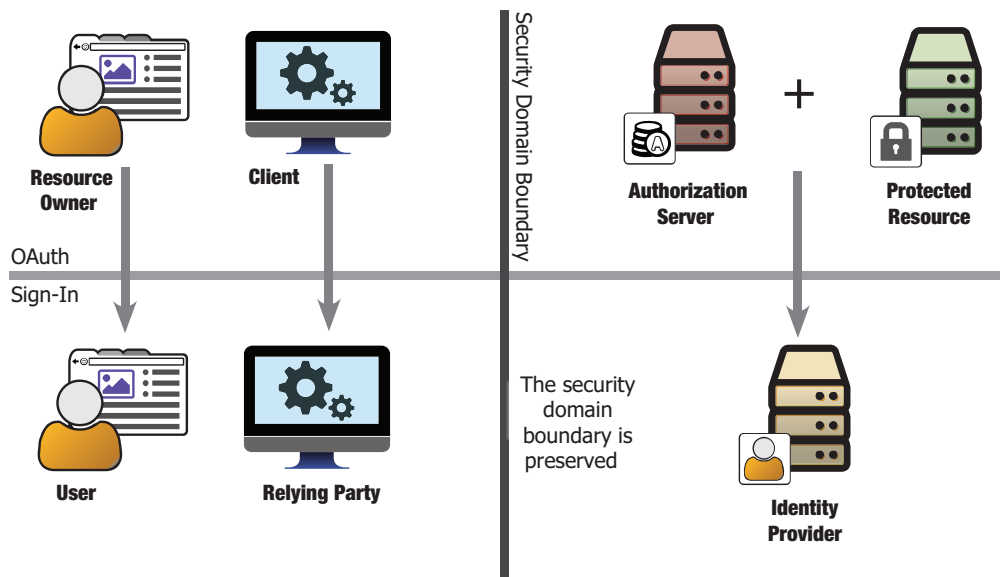 Resource
Owner
Client
Security Domain Boundary
A
Authorization
Server
+
Protected
Resource
OAuth
Sign-In
User
Relying Party
The security
domain
boundary is
preserved
Identity
Provider